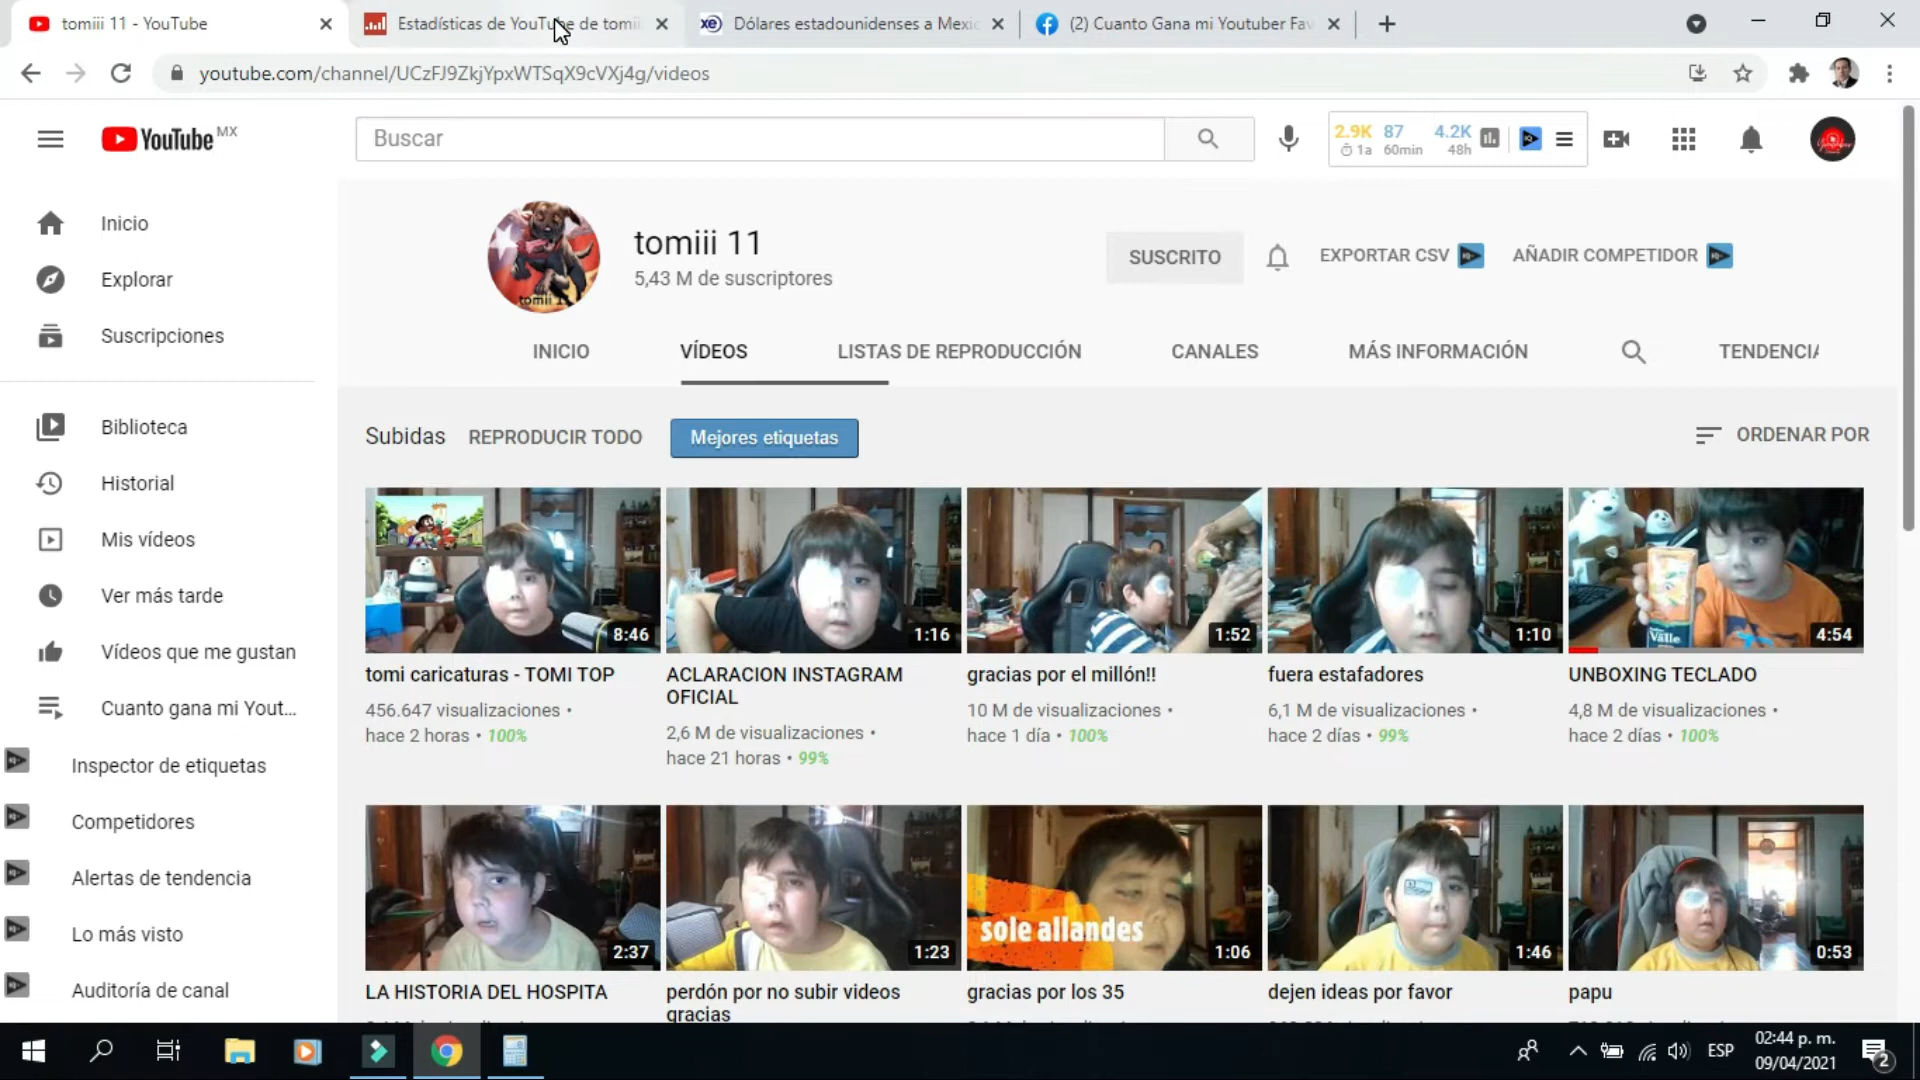 tomiii 11 - YouTube
Estadísticas de YouTube de tomii
Dólares estadounidenses a Mexic
(2) Cuanto Gana mi Youtuber Fav
youtube.com/channel/UCzFJ9ZkjYpxWTSqX9cVXj4g/videos
YouTube MX
Buscar
2.9K 87 4.2K
1a 60min 48h
Inicio
Explorar
Suscripciones
Biblioteca
Historial
Mis vídeos
Ver más tarde
Vídeos que me gustan
Cuanto gana mi Yout...
Inspector de etiquetas
Competidores
Alertas de tendencia
Lo más visto
Auditoría de canal
tomii 11
tomiii 11
5,43 M de suscriptores
SUSCRITO
EXPORTAR CSV
AÑADIR COMPETIDOR
INICIO
VÍDEOS
LISTAS DE REPRODUCCIÓN
CANALES
MÁS INFORMACIÓN
TENDENCIA
Subidas
REPRODUCIR TODO
Mejores etiquetas
ORDENAR POR
8:46
tomi caricaturas - TOMI TOP
456.647 visualizaciones •
hace 2 horas • 100%
1:16
ACLARACION INSTAGRAM
OFICIAL
2,6 M de visualizaciones •
hace 21 horas • 99%
1:52
gracias por el millón!!
10 M de visualizaciones •
hace 1 día • 100%
1:10
fuera estafadores
6,1 M de visualizaciones •
hace 2 días • 99%
Valle
4:54
UNBOXING TECLADO
4,8 M de visualizaciones •
hace 2 días • 100%
2:37
LA HISTORIA DEL HOSPITA
1:23
perdón por no subir videos
gracias
sole allandes
1:06
gracias por los 35
1:46
dejen ideas por favor
0:53
papu
ESP
02:44 p. m.
09/04/2021
2